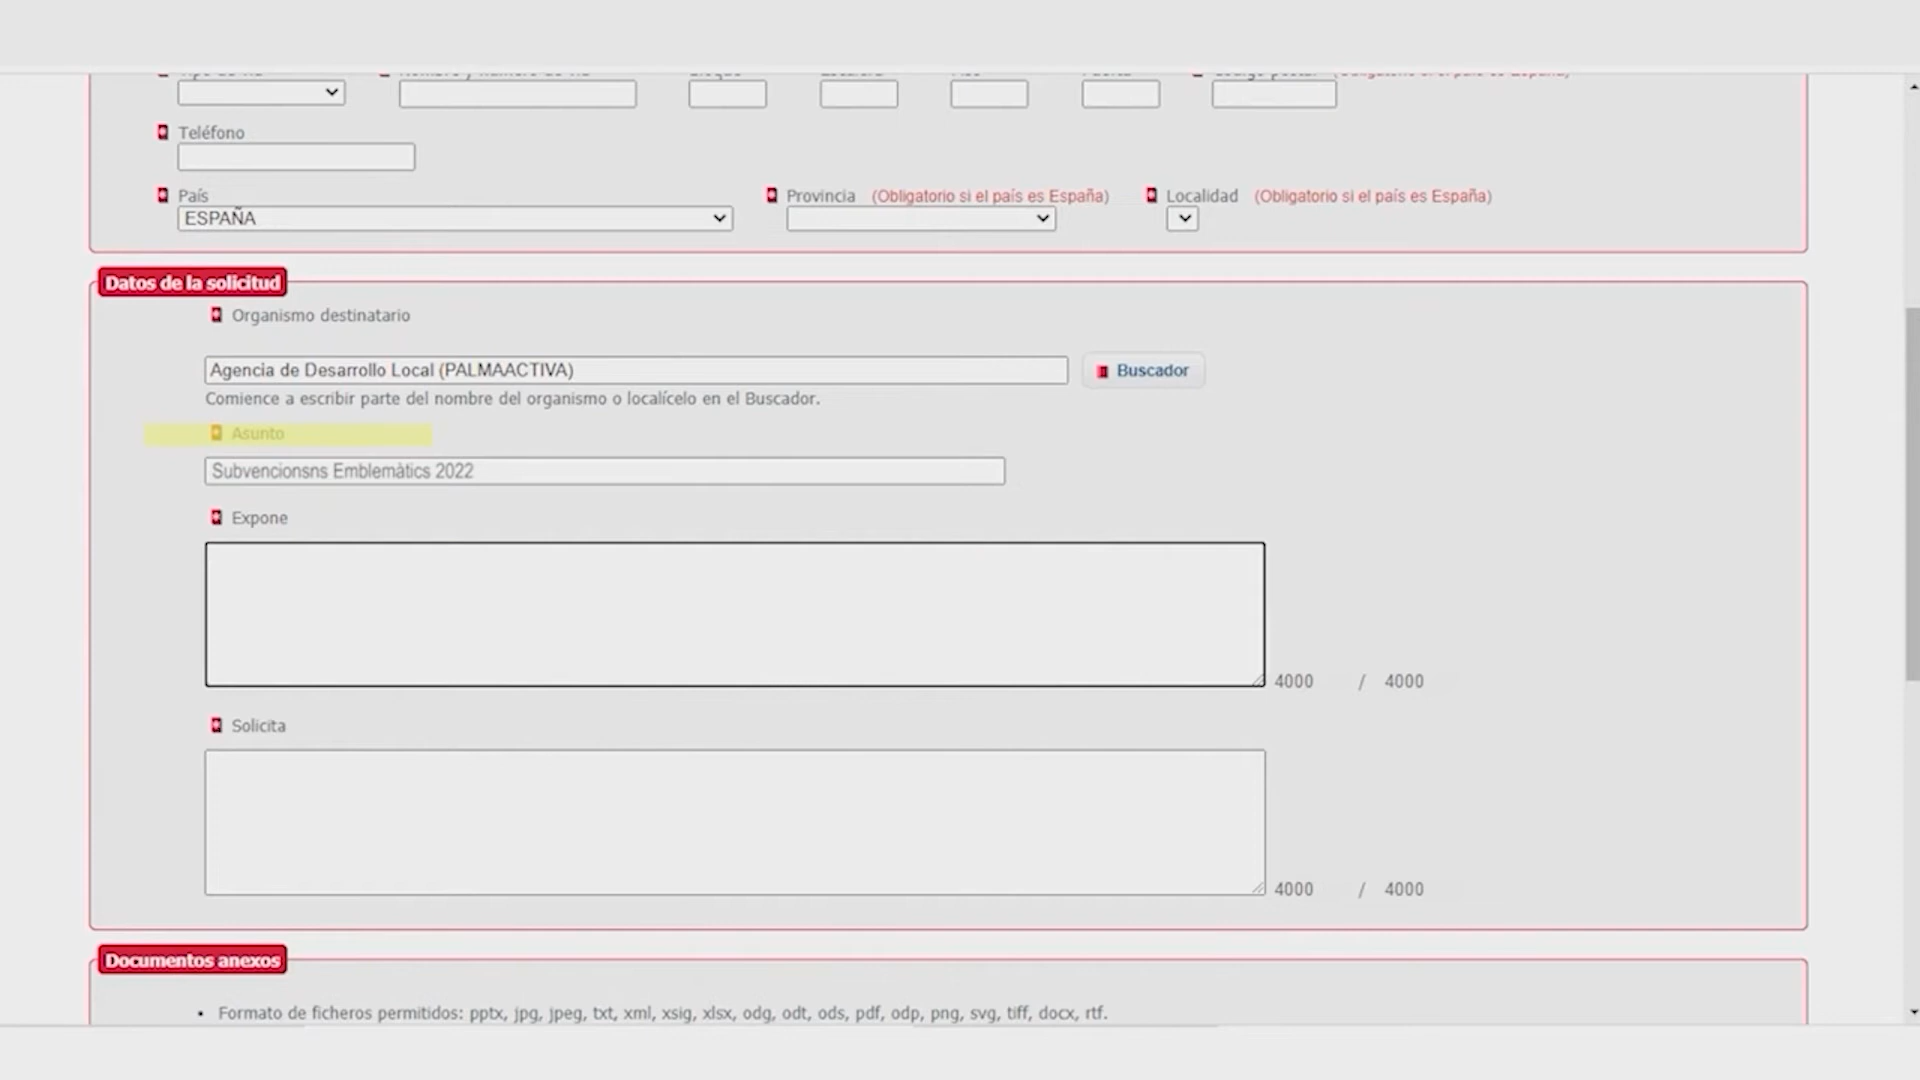 Teléfono
País
Provincia (Obligatorio si el país es España)
Localidad (Obligatorio si el país es España)
ESPAÑA
Datos de la solicitud
Organismo destinatario
Agencia de Desarrollo Local (PALMAACTIVA)
Buscador
Comience a escribir parte del nombre del organismo o localícelo en el Buscador.
Asunto
Subvencionsns Emblemàtics 2022
Expone
4000 / 4000
Solicita
4000 / 4000
Documentos anexos
• Formato de ficheros permitidos: pptx, jpg, jpeg, txt, xml, xsig, xlsx, odg, odt, ods, pdf, odp, png, svg, tiff, docx, rtf.